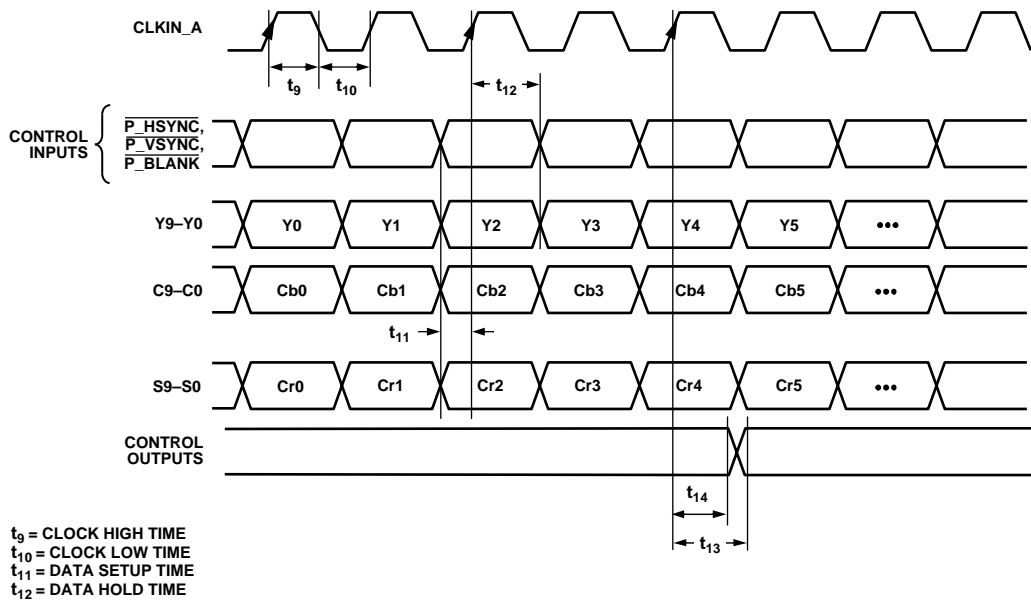 CLKIN_A
t9
t10
t12
CONTROL
INPUTS
P_HSYNC,
P_VSYNC,
P_BLANK
Y9–Y0
Y0
Y1
Y2
Y3
Y4
Y5
•••
C9–C0
Cb0
Cb1
Cb2
Cb3
Cb4
Cb5
•••
t11
S9–S0
Cr0
Cr1
Cr2
Cr3
Cr4
Cr5
•••
CONTROL
OUTPUTS
t14
t13
t9 = CLOCK HIGH TIME
t10 = CLOCK LOW TIME
t11 = DATA SETUP TIME
t12 = DATA HOLD TIME